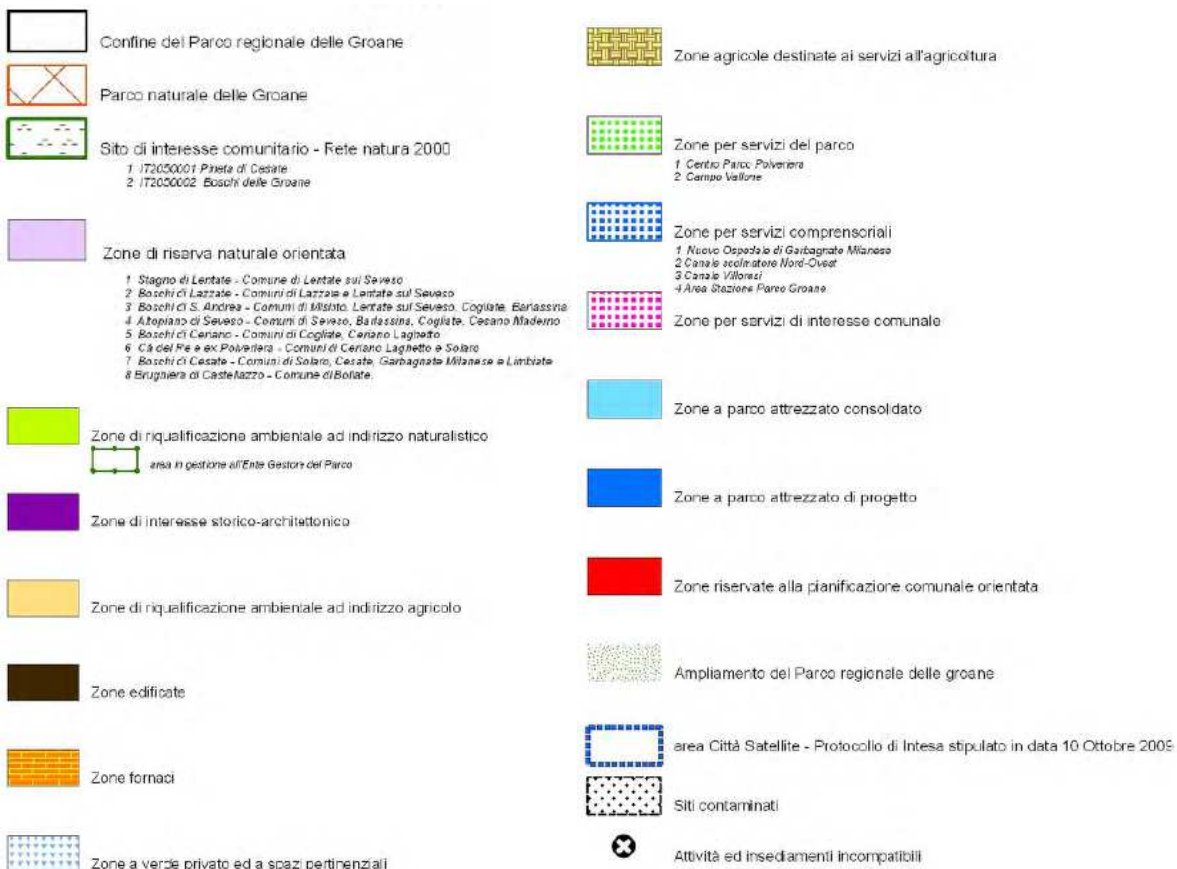 Confine del Parco regionale delle Groane
Parco naturale delle Groane
Sito di interesse comunitario - Rete natura 2000
1 IT2050001 Pineta di Cesate
2 IT2050002 Boschi delle Groane
Zone di riserva naturale orientata
1 Stagno di Lentate - Comune di Lentate sul Seveso
2 Boschi di Lazzate - Comuni di Lazzate e Lentate sul Seveso
3 Boschi di S. Andrea - Comuni di Misinto, Lentate sul Seveso, Cogliate, Barlassina
4 Altopiano di Seveso - Comuni di Seveso, Barlassina, Cogliate, Cesano Maderno
5 Boschi di Ceriano - Comuni di Cogliate, Ceriano Laghetto
6 Cà del Re e ex Polveriera - Comuni di Ceriano Laghetto e Solaro
7 Boschi di Cesate - Comuni di Solaro, Cesate, Garbagnate Milanese e Limbiate
8 Brughiera di Castellazzo - Comune di Bollate.
Zone di riqualificazione ambientale ad indirizzo naturalistico
area in gestione all'Ente Gestore del Parco
Zone di interesse storico-architettonico
Zone di riqualificazione ambientale ad indirizzo agricolo
Zone edificate
Zone fornaci
Zone a verde privato ed a spazi pertinenziali
Zone agricole destinate ai servizi all'agricoltura
Zone per servizi del parco
1 Centro Parco Polveriera
2 Campo Vallone
Zone per servizi comprensoriali
1 Nuovo Ospedale di Garbagnate Milanese
2 Canale scolmatore Nord-Ovest
3 Canale Villoresi
4 Area Stazione Parco Groane
Zone per servizi di interesse comunale
Zone a parco attrezzato consolidato
Zone a parco attrezzato di progetto
Zone riservate alla pianificazione comunale orientata
Ampliamento del Parco regionale delle groane
area Città Satellite - Protocollo di Intesa stipulato in data 10 Ottobre 2009
Siti contaminati
Attività ed insediamenti incompatibili